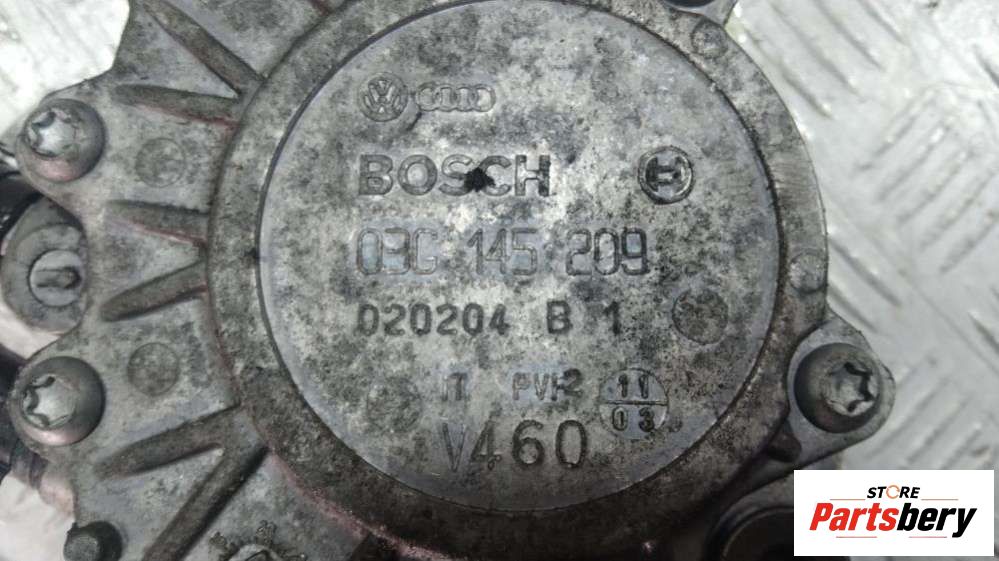 BOSCH
03G 145 209
020204 B 1
IT PVP2 11
03
V460
STORE
Partsbery